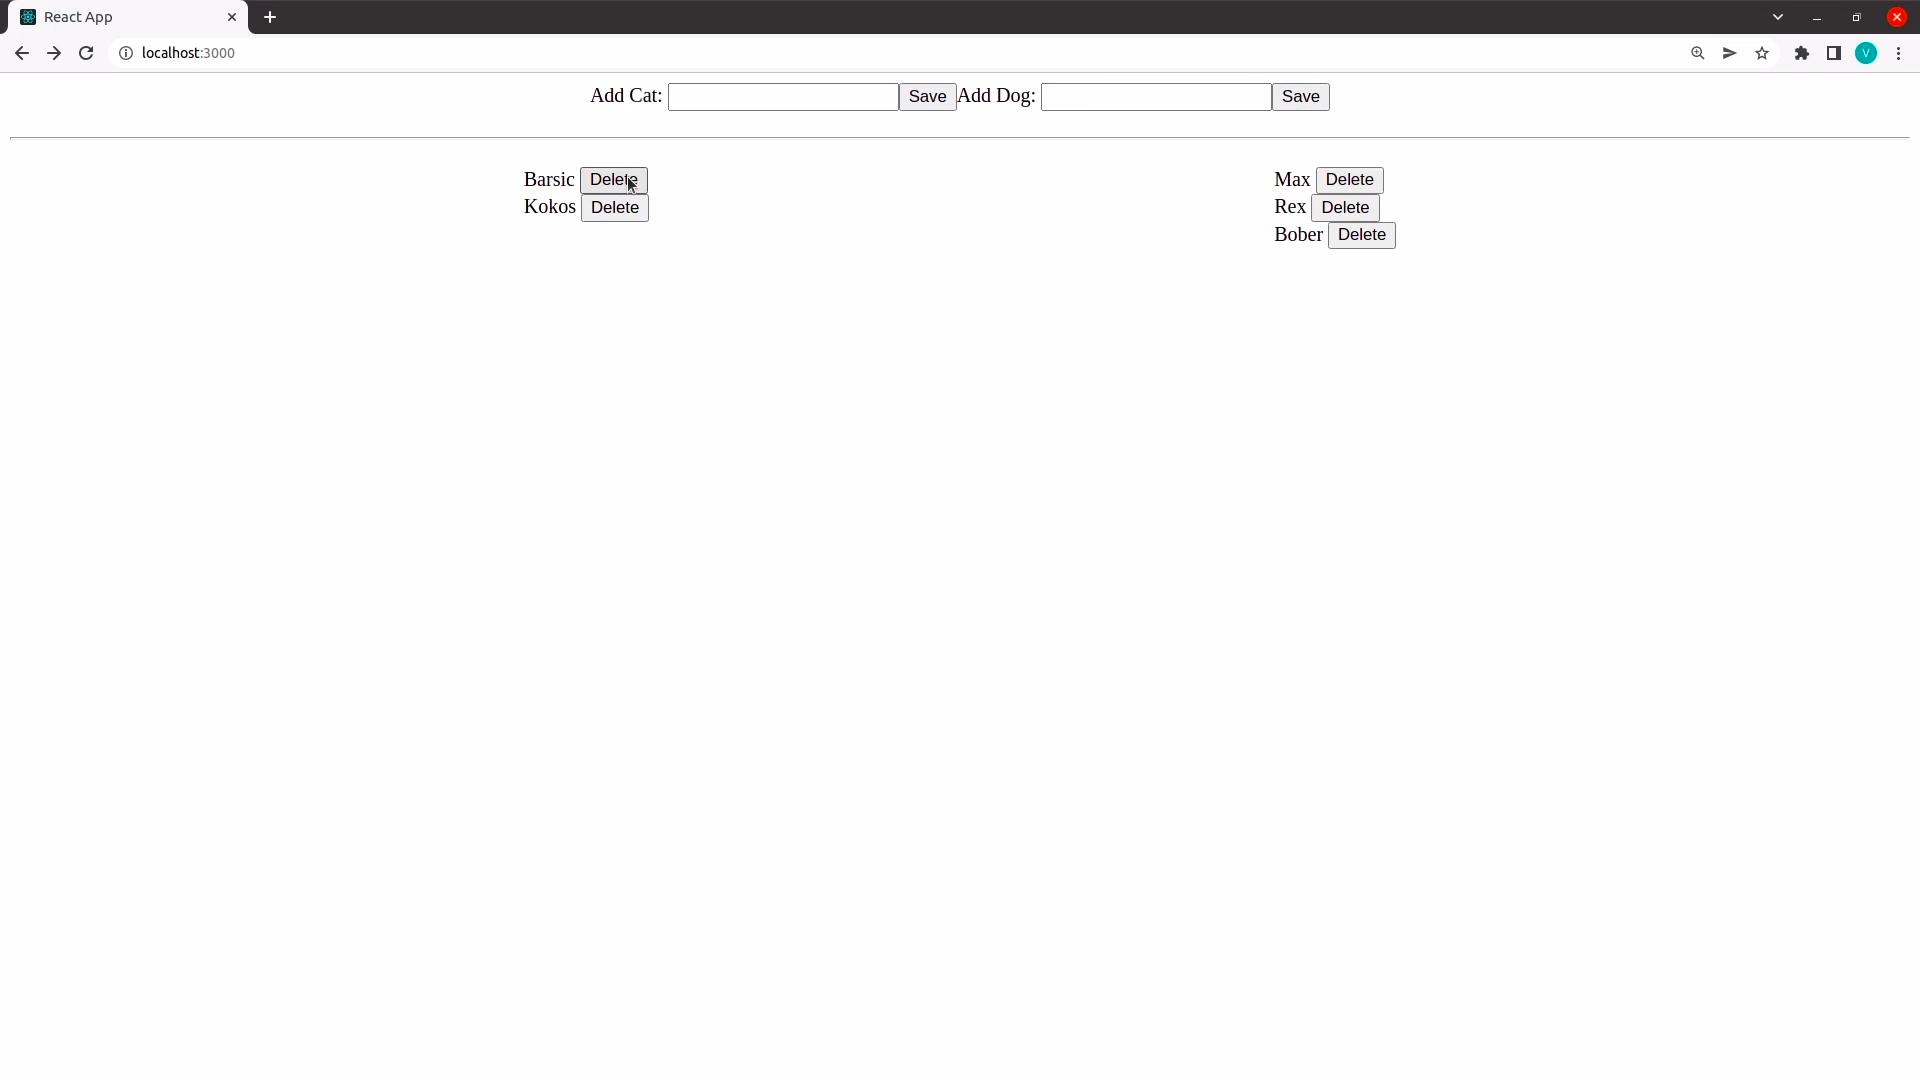 React App
localhost:3000
V
Add Cat: Save Add Dog: Save
Barsic Delete
Kokos Delete
Max Delete
Rex Delete
Bober Delete